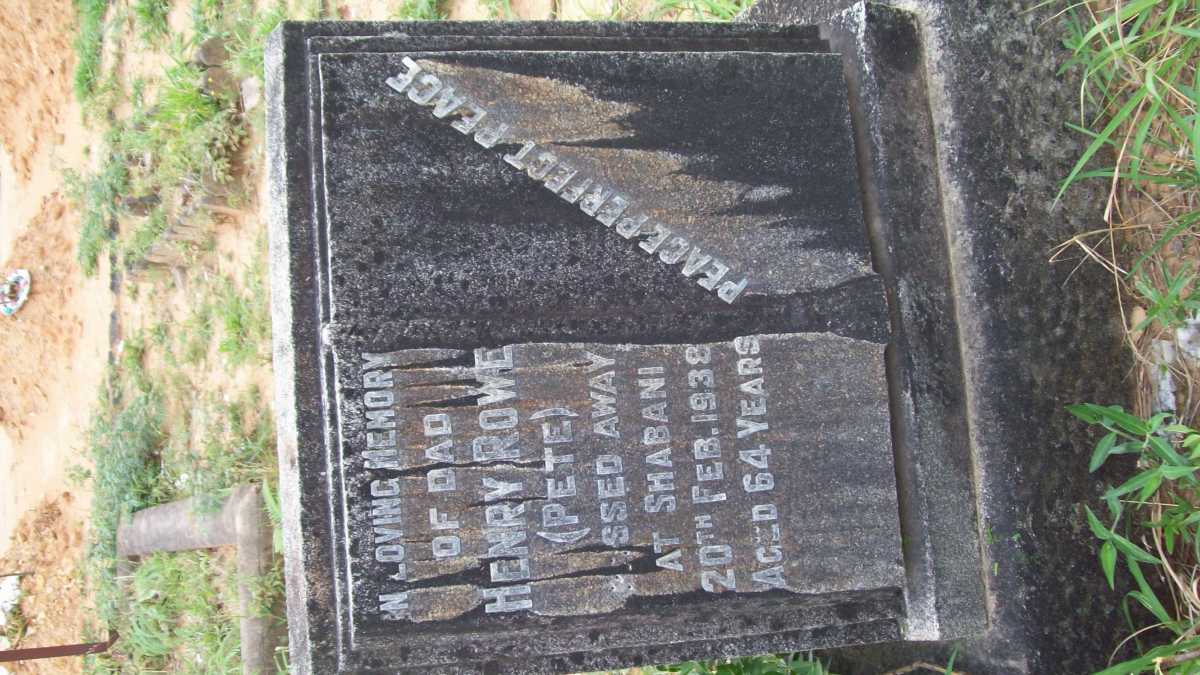 IN LOVING MEMORY
OF DAD
HENRY ROWE
(PETE)
SSED AWAY
AT SHABANI
20TH FEB. 1938
AGED 64 YEARS
PEACE·PERFECT PEACE